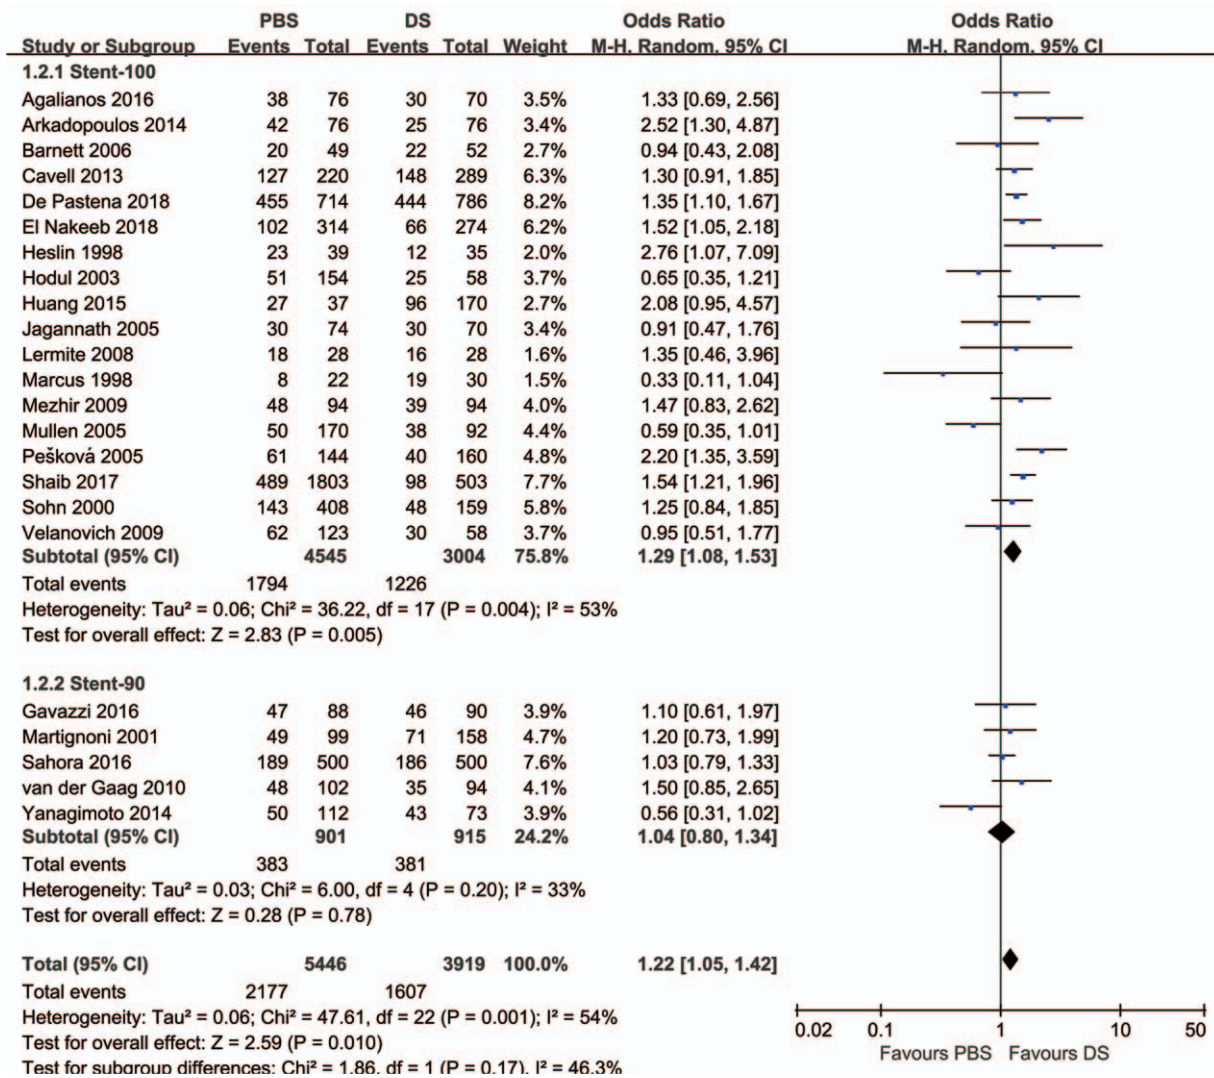 PBS DS Odds Ratio Odds Ratio
Study or Subgroup Events Total Events Total Weight M-H, Random, 95% CI M-H, Random, 95% CI
1.2.1 Stent-100
Agalianos 2016 38 76 30 70 3.5% 1.33 [0.69, 2.56]
Arkadopoulos 2014 42 76 25 76 3.4% 2.52 [1.30, 4.87]
Barnett 2006 20 49 22 52 2.7% 0.94 [0.43, 2.08]
Cavell 2013 127 220 148 289 6.3% 1.30 [0.91, 1.85]
De Pastena 2018 455 714 444 786 8.2% 1.35 [1.10, 1.67]
El Nakeeb 2018 102 314 66 274 6.2% 1.52 [1.05, 2.18]
Heslin 1998 23 39 12 35 2.0% 2.76 [1.07, 7.09]
Hodul 2003 51 154 25 58 3.7% 0.65 [0.35, 1.21]
Huang 2015 27 37 96 170 2.7% 2.08 [0.95, 4.57]
Jagannath 2005 30 74 30 70 3.4% 0.91 [0.47, 1.76]
Lermite 2008 18 28 16 28 1.6% 1.35 [0.46, 3.96]
Marcus 1998 8 22 19 30 1.5% 0.33 [0.11, 1.04]
Mezhir 2009 48 94 39 94 4.0% 1.47 [0.83, 2.62]
Mullen 2005 50 170 38 92 4.4% 0.59 [0.35, 1.01]
Pešková 2005 61 144 40 160 4.8% 2.20 [1.35, 3.59]
Shaib 2017 489 1803 98 503 7.7% 1.54 [1.21, 1.96]
Sohn 2000 143 408 48 159 5.8% 1.25 [0.84, 1.85]
Velanovich 2009 62 123 30 58 3.7% 0.95 [0.51, 1.77]
Subtotal (95% CI) 4545 3004 75.8% 1.29 [1.08, 1.53]
Total events 1794 1226
Heterogeneity: Tau² = 0.06; Chi² = 36.22, df = 17 (P = 0.004); I² = 53%
Test for overall effect: Z = 2.83 (P = 0.005)
1.2.2 Stent-90
Gavazzi 2016 47 88 46 90 3.9% 1.10 [0.61, 1.97]
Martignoni 2001 49 99 71 158 4.7% 1.20 [0.73, 1.99]
Sahora 2016 189 500 186 500 7.6% 1.03 [0.79, 1.33]
van der Gaag 2010 48 102 35 94 4.1% 1.50 [0.85, 2.65]
Yanagimoto 2014 50 112 43 73 3.9% 0.56 [0.31, 1.02]
Subtotal (95% CI) 901 915 24.2% 1.04 [0.80, 1.34]
Total events 383 381
Heterogeneity: Tau² = 0.03; Chi² = 6.00, df = 4 (P = 0.20); I² = 33%
Test for overall effect: Z = 0.28 (P = 0.78)
Total (95% CI) 5446 3919 100.0% 1.22 [1.05, 1.42]
Total events 2177 1607
Heterogeneity: Tau² = 0.06; Chi² = 47.61, df = 22 (P = 0.001); I² = 54%
Test for overall effect: Z = 2.59 (P = 0.010)
Test for subgroup differences: Chi² = 1.86, df = 1 (P = 0.17), I² = 46.3%
0.02 0.1 1 10 50
Favours PBS Favours DS